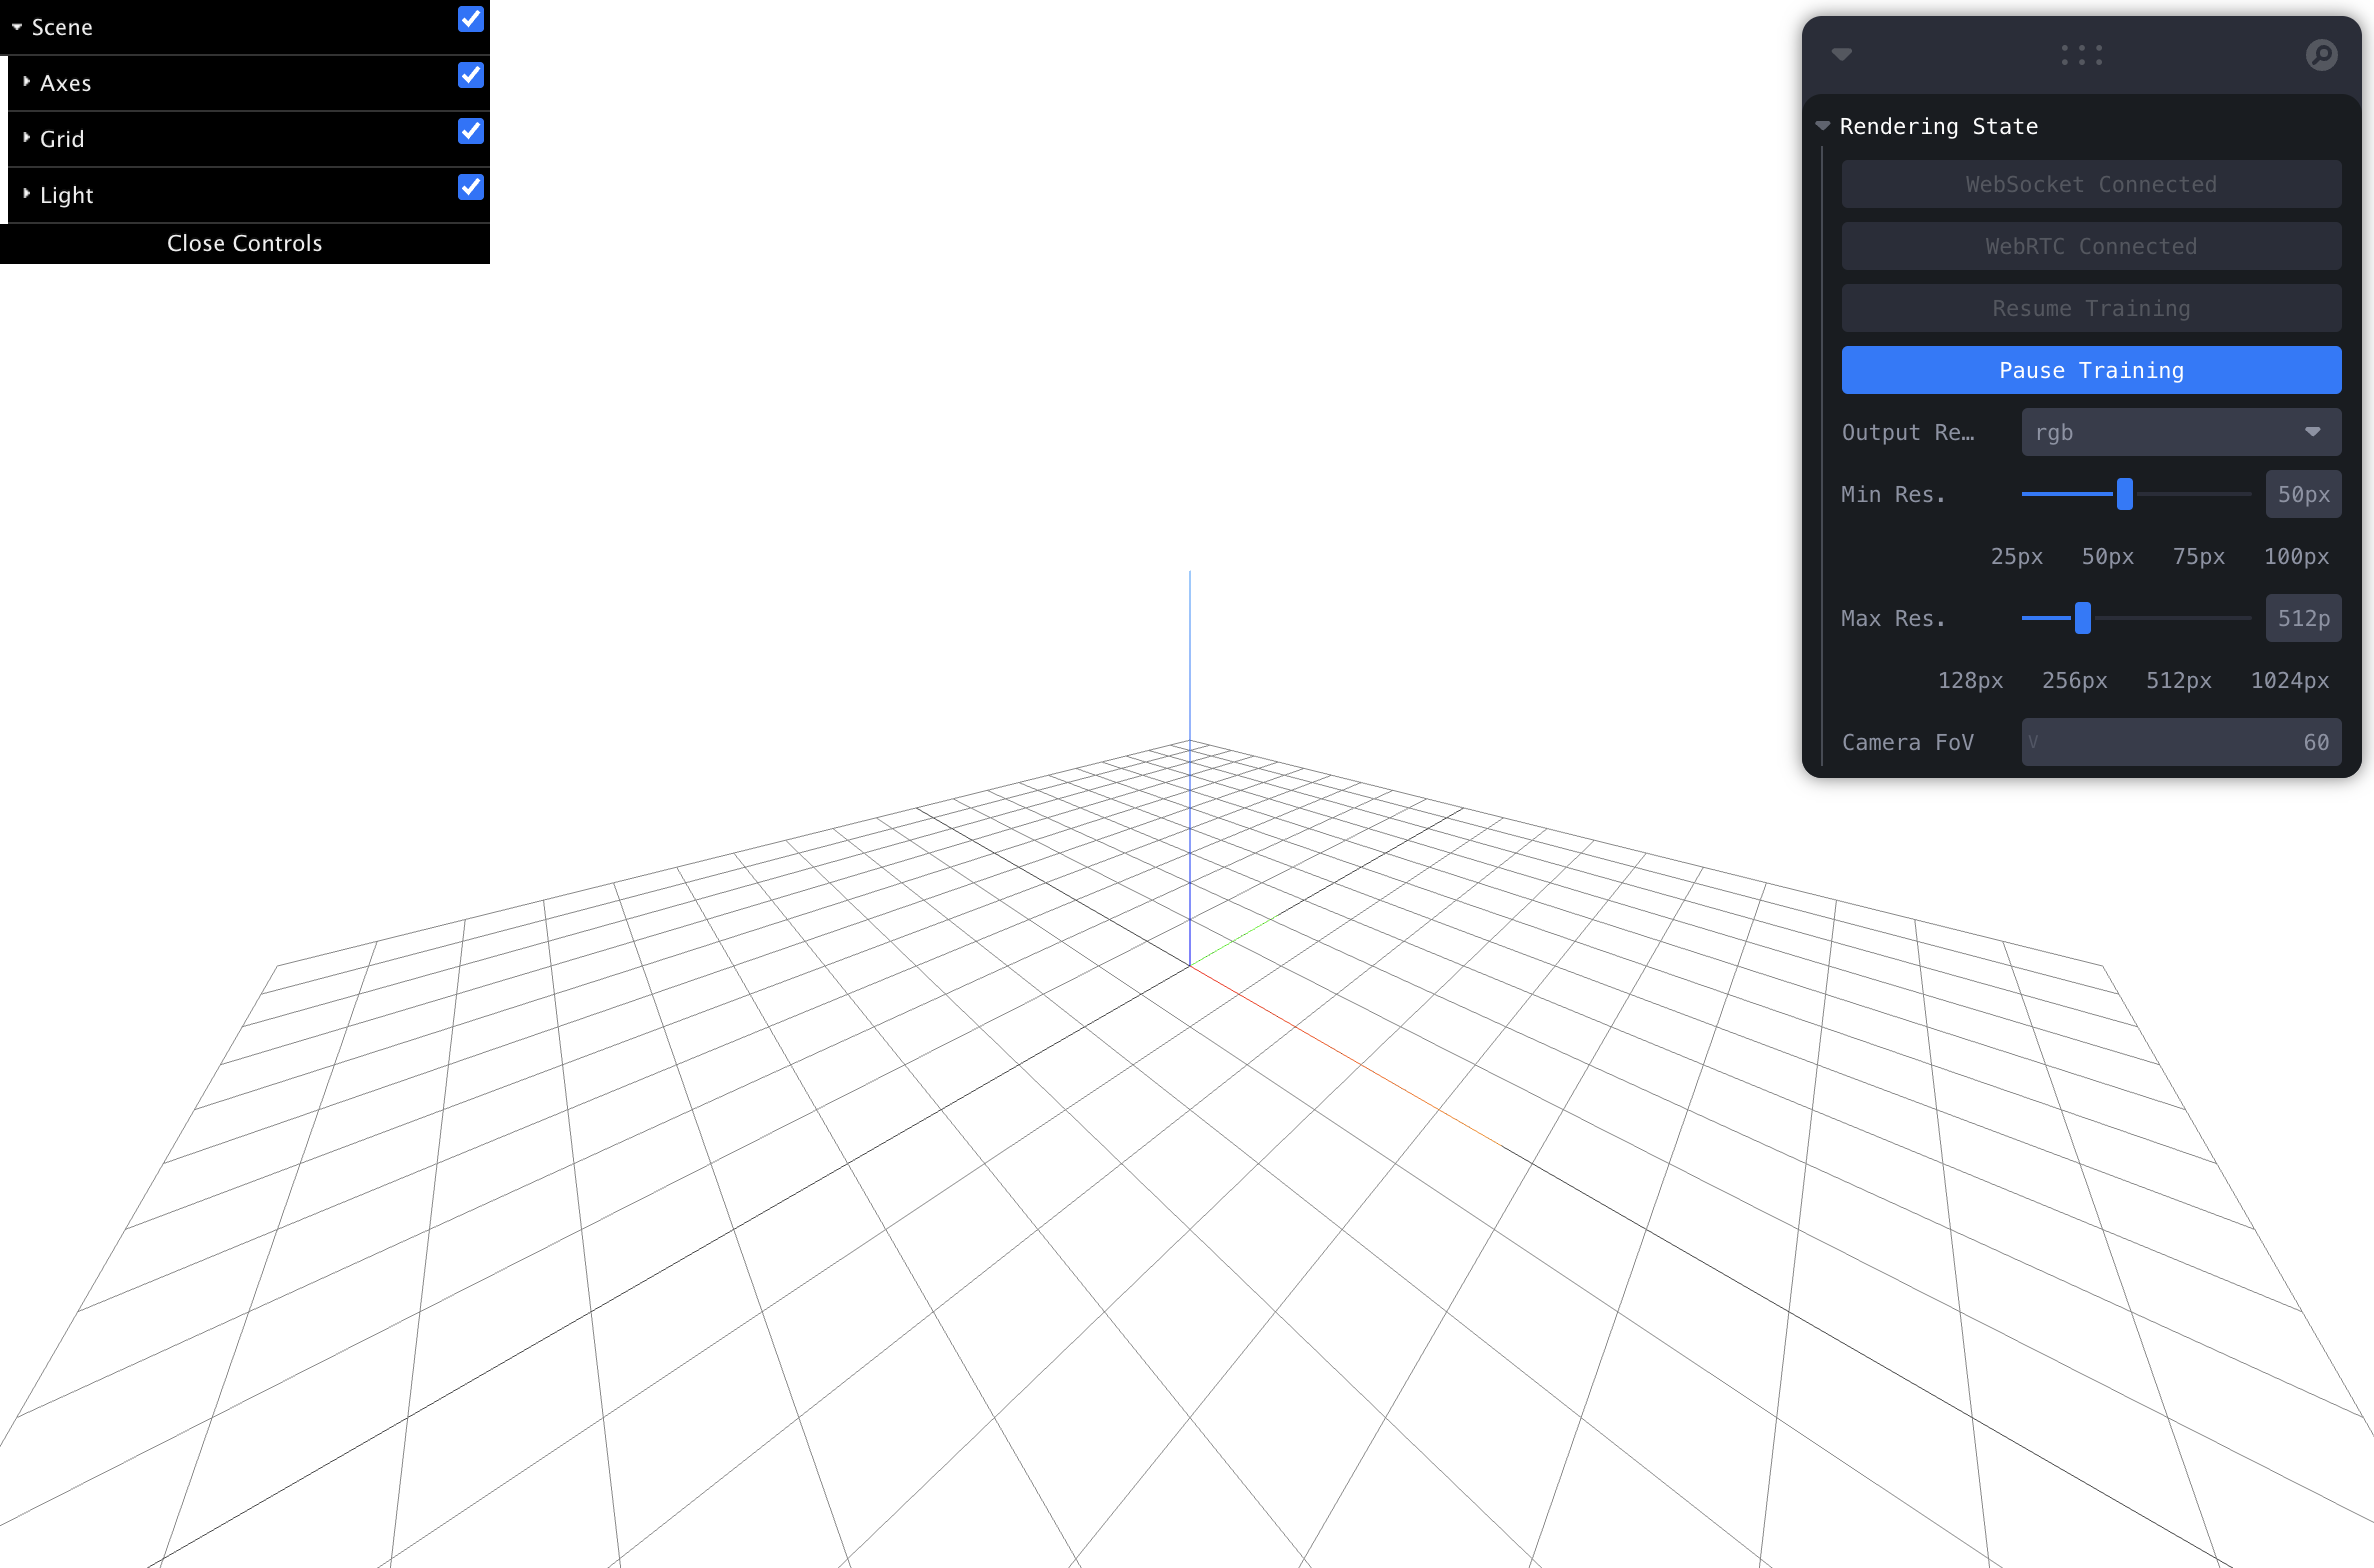 Scene
Axes
Grid
Light
Close Controls
Rendering State
WebSocket Connected
WebRTC Connected
Resume Training
Pause Training
Output Re… rgb
Min Res. 50px
25px 50px 75px 100px
Max Res. 512p
128px 256px 512px 1024px
Camera FoV V 60